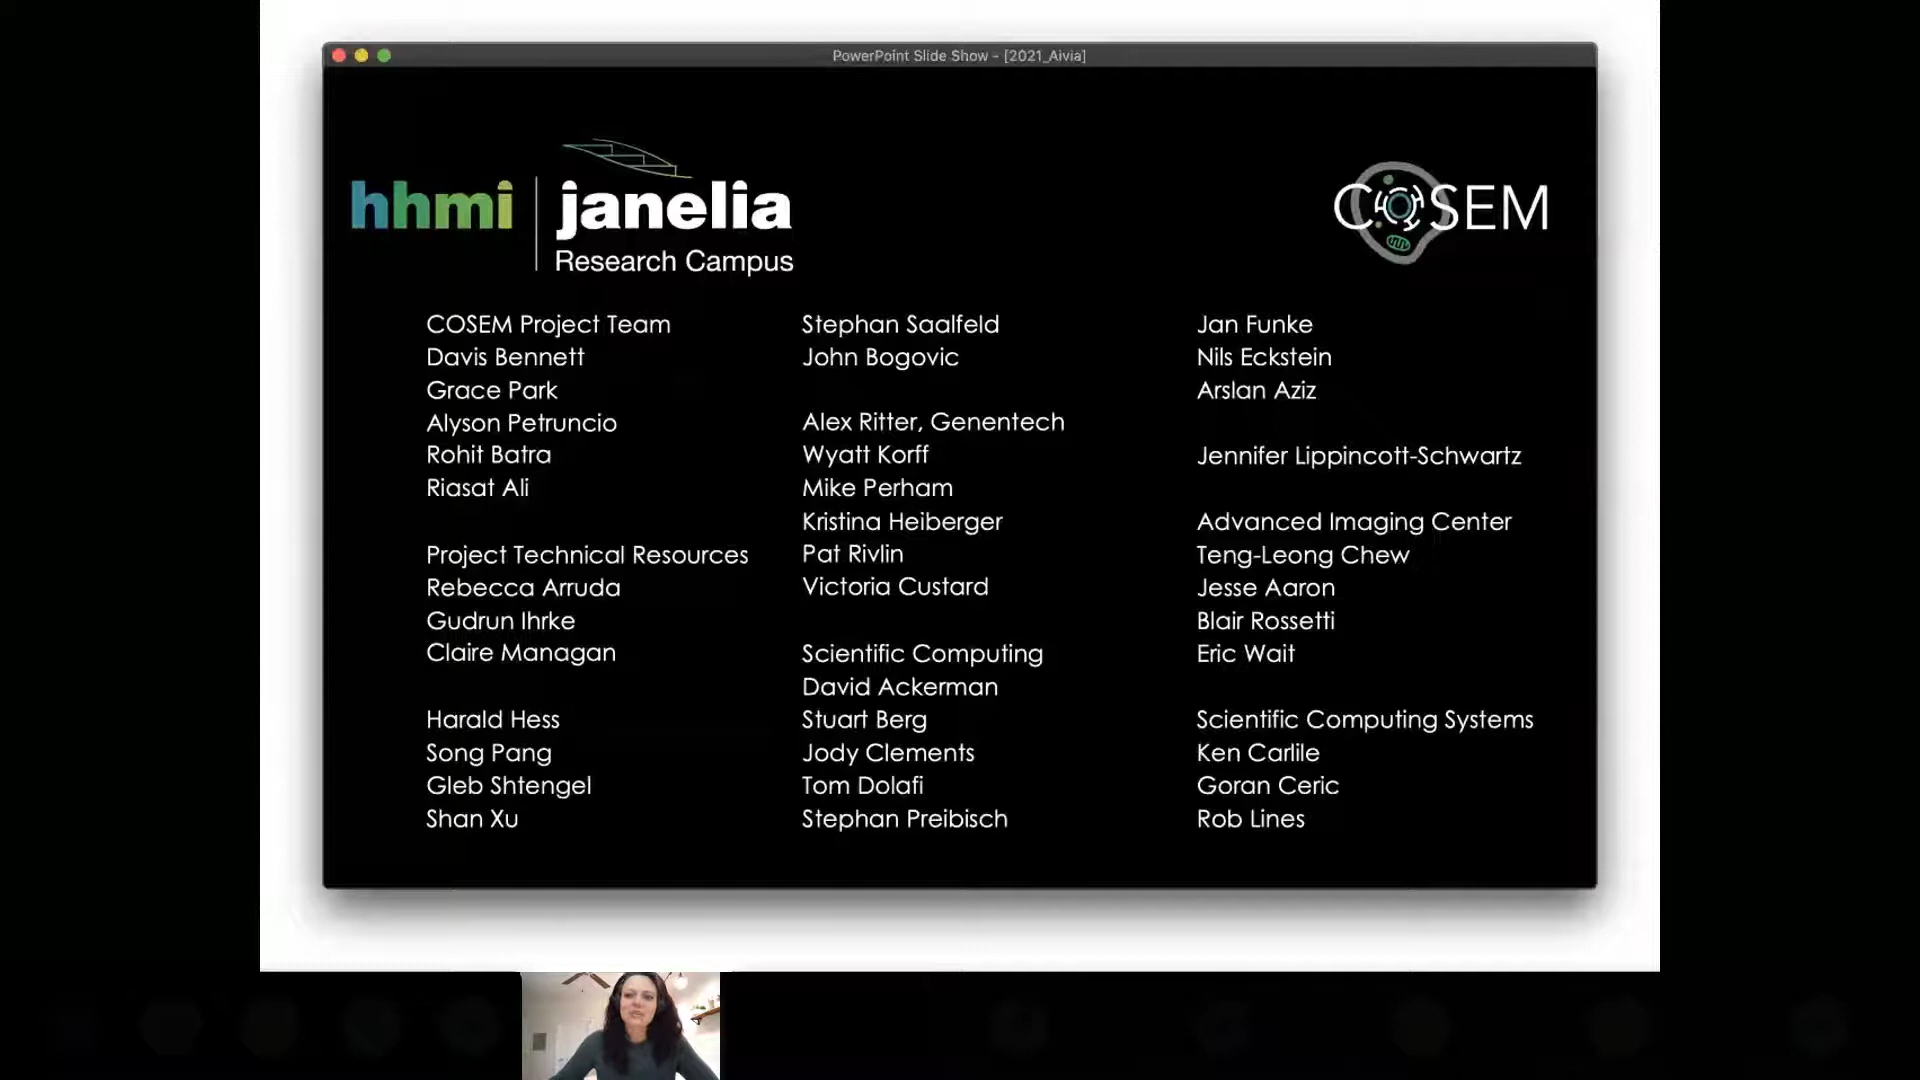 PowerPoint Slide Show - [2021_Aivia]
hhmi
janelia
Research Campus
COSEM
COSEM Project Team
Davis Bennett
Grace Park
Alyson Petruncio
Rohit Batra
Riasat Ali
Project Technical Resources
Rebecca Arruda
Gudrun Ihrke
Claire Managan
Harald Hess
Song Pang
Gleb Shtengel
Shan Xu
Stephan Saalfeld
John Bogovic
Alex Ritter, Genentech
Wyatt Korff
Mike Perham
Kristina Heiberger
Pat Rivlin
Victoria Custard
Scientific Computing
David Ackerman
Stuart Berg
Jody Clements
Tom Dolafi
Stephan Preibisch
Jan Funke
Nils Eckstein
Arslan Aziz
Jennifer Lippincott-Schwartz
Advanced Imaging Center
Teng-Leong Chew
Jesse Aaron
Blair Rossetti
Eric Wait
Scientific Computing Systems
Ken Carlile
Goran Ceric
Rob Lines